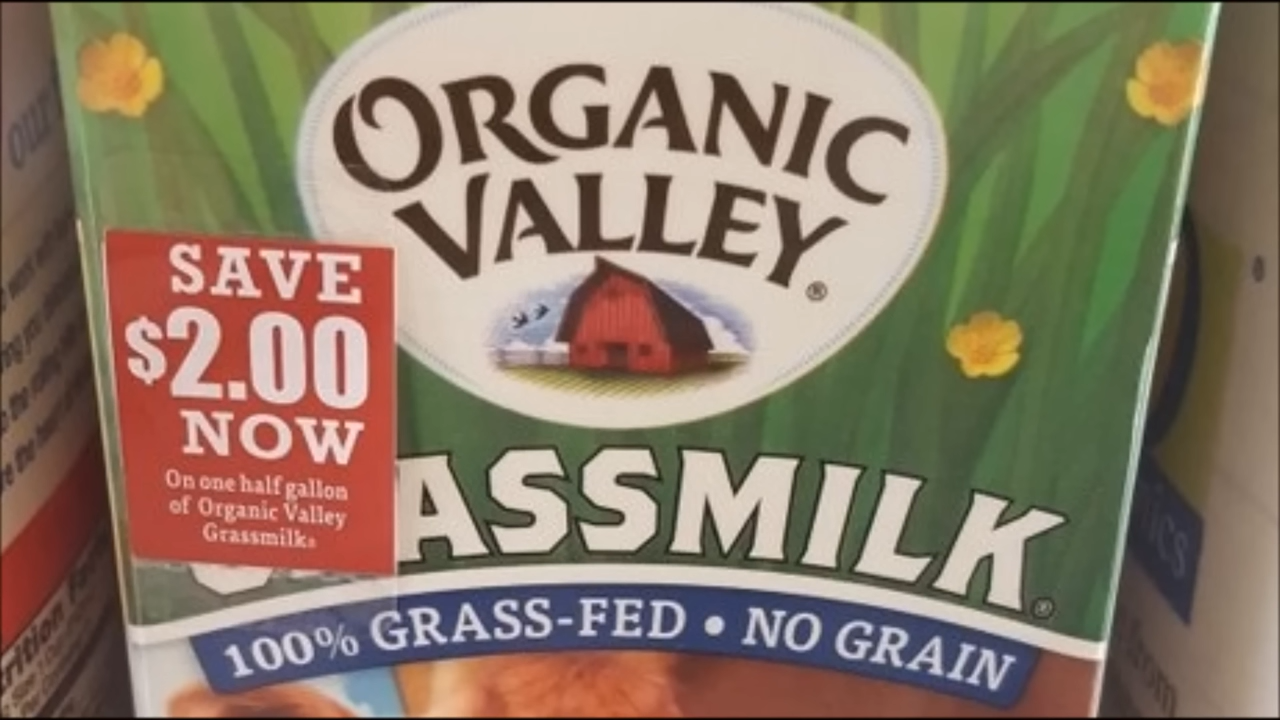 ORGANIC
VALLEY®
SAVE
$2.00
NOW
On one half gallon
of Organic Valley
Grassmilk®
ASSMILK®
100% GRASS-FED • NO GRAIN